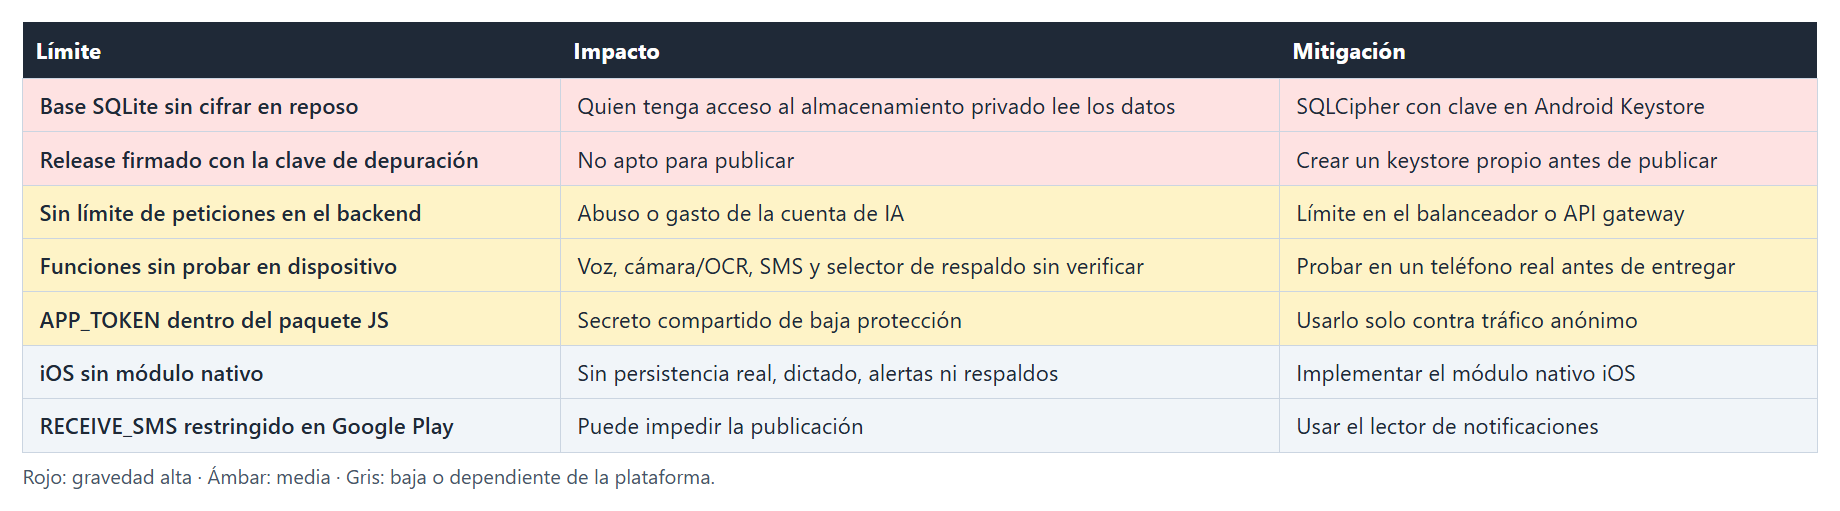 Límite Impacto Mitigación
Base SQLite sin cifrar en reposo Quien tenga acceso al almacenamiento privado lee los datos SQLCipher con clave en Android Keystore
Release firmado con la clave de depuración No apto para publicar Crear un keystore propio antes de publicar
Sin límite de peticiones en el backend Abuso o gasto de la cuenta de IA Límite en el balanceador o API gateway
Funciones sin probar en dispositivo Voz, cámara/OCR, SMS y selector de respaldo sin verificar Probar en un teléfono real antes de entregar
APP_TOKEN dentro del paquete JS Secreto compartido de baja protección Usarlo solo contra tráfico anónimo
iOS sin módulo nativo Sin persistencia real, dictado, alertas ni respaldos Implementar el módulo nativo iOS
RECEIVE_SMS restringido en Google Play Puede impedir la publicación Usar el lector de notificaciones
Rojo: gravedad alta · Ámbar: media · Gris: baja o dependiente de la plataforma.